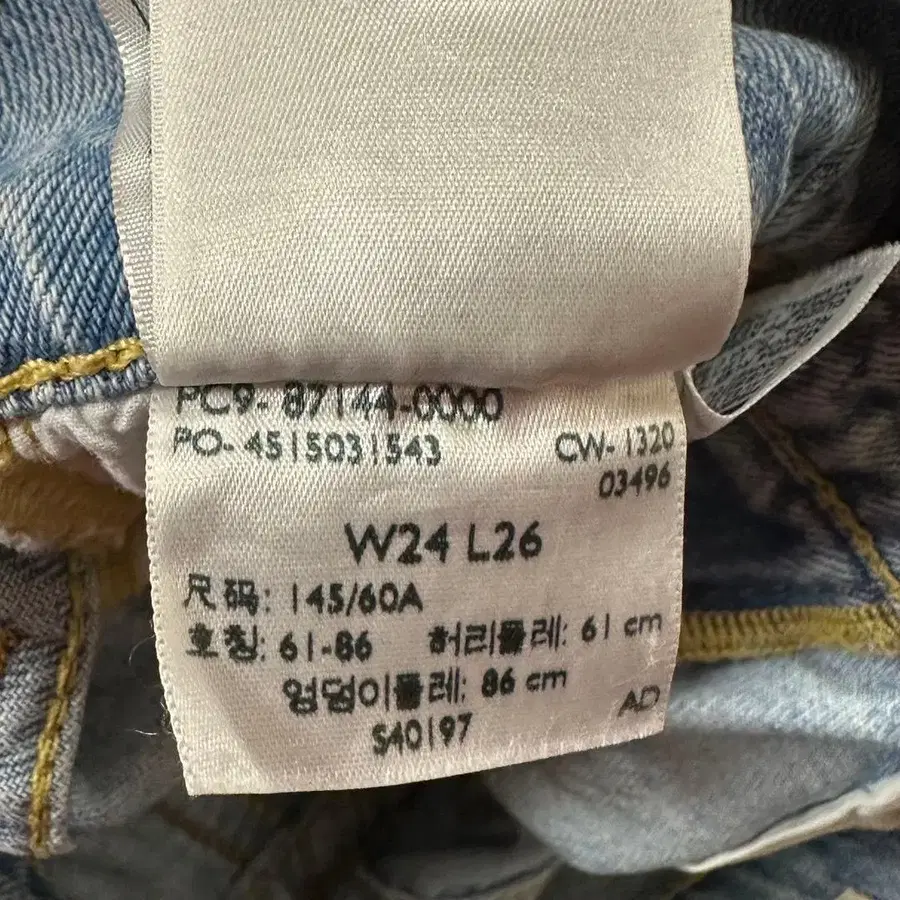 PC9- 87144-0000
PO- 4515031543 CW- 1320
03496
W24 L26
尺码: 145/60A
호칭: 61-86 허리둘레: 61 cm
엉덩이둘레: 86 cm AD
S40197